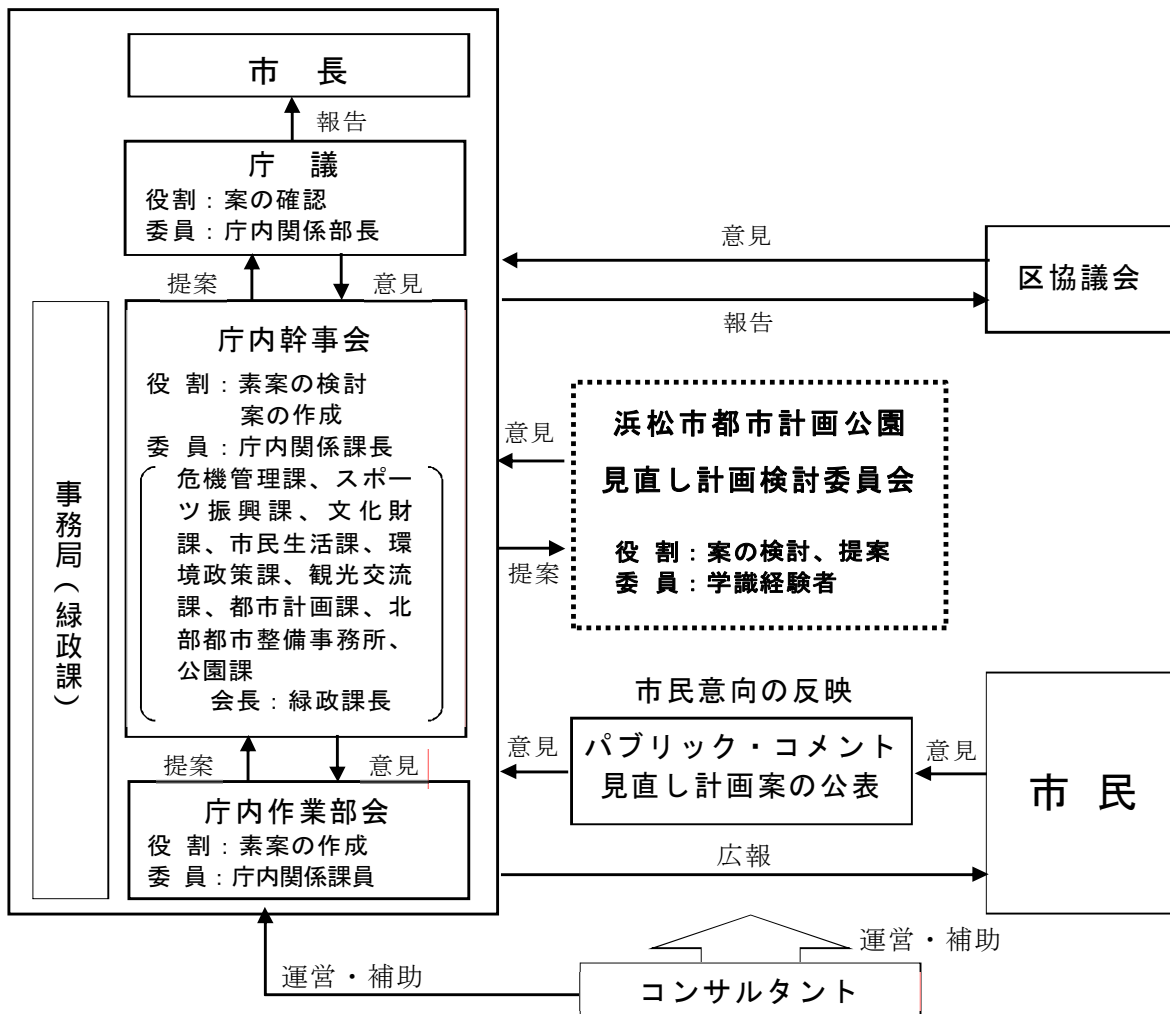 市　長
報告
庁　議
役割：案の確認
委員：庁内関係部長
提案
意見
庁内幹事会
役 割：素案の検討
案の作成
委 員：庁内関係課長
危機管理課、スポー
ツ振興課、文化財
課、市民生活課、環
境政策課、観光交流
課、都市計画課、北
部都市整備事務所、
公園課
会長：緑政課長
提案
意見
庁内作業部会
役 割：素案の作成
委 員：庁内関係課員
事務局（緑政課）
意見
報告
区協議会
意見
提案
浜松市都市計画公園
見直し計画検討委員会
役 割：案の検討、提案
委 員：学識経験者
市民意向の反映
意見
パブリック・コメント
見直し計画案の公表
意見
市 民
広報
運営・補助
運営・補助
コンサルタント